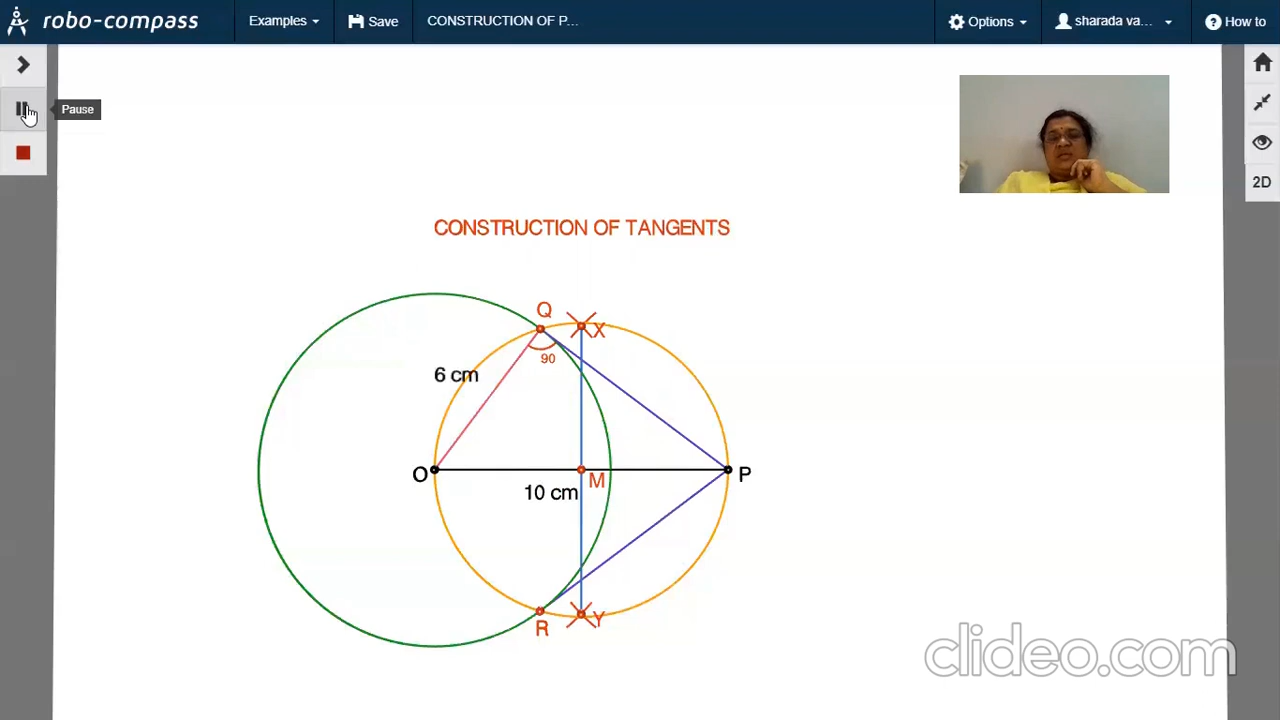 robo-compass Examples Save CONSTRUCTION OF P... Options sharada va... How to
Pause
2D
CONSTRUCTION OF TANGENTS
Q
X
90
6 cm
O
M
P
10 cm
R
Y
clideo.com